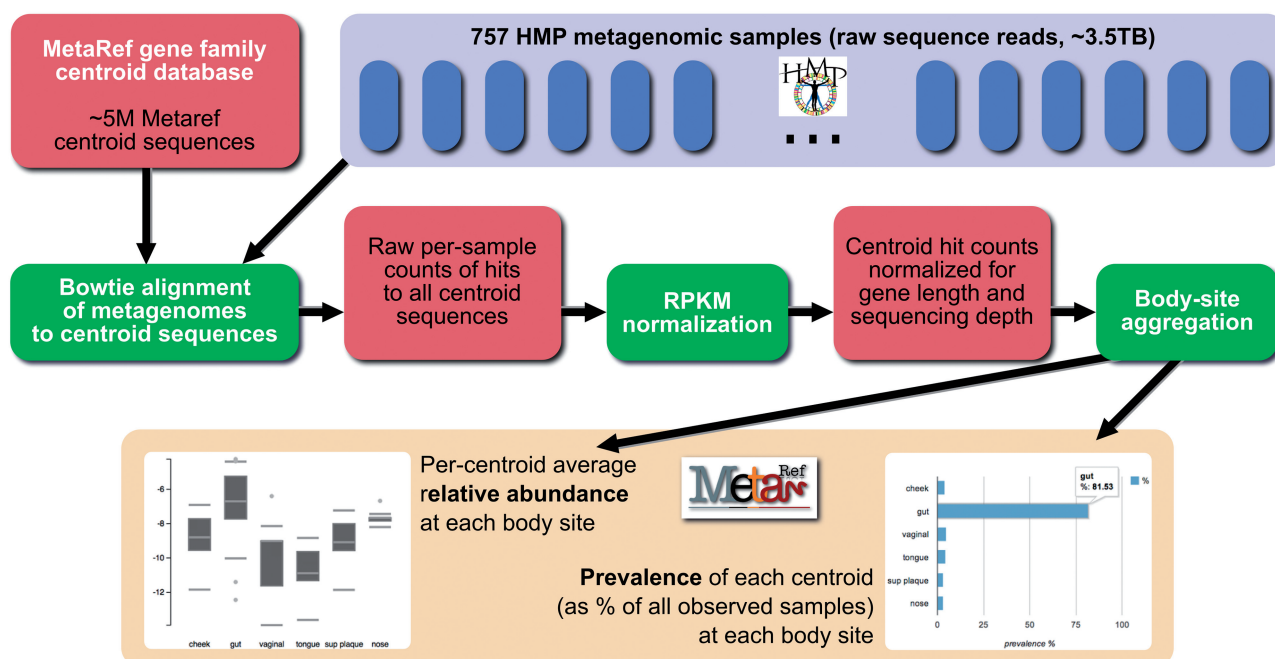 MetaRef gene family
centroid database
~5M Metaref
centroid sequences
757 HMP metagenomic samples (raw sequence reads, ~3.5TB)
HMP
...
Bowtie alignment
of metagenomes
to centroid sequences
Raw per-sample
counts of hits
to all centroid
sequences
RPKM
normalization
Centroid hit counts
normalized for
gene length and
sequencing depth
Body-site
aggregation
-6
-8
-10
-12
cheek gut vaginal tongue sup plaque nose
Per-centroid average
relative abundance
at each body site
Meta
Ref
Prevalence of each centroid
(as % of all observed samples)
at each body site
gut
%: 81.53
%
cheek
gut
vaginal
tongue
sup plaque
nose
0 25 50 75 100
prevalence %